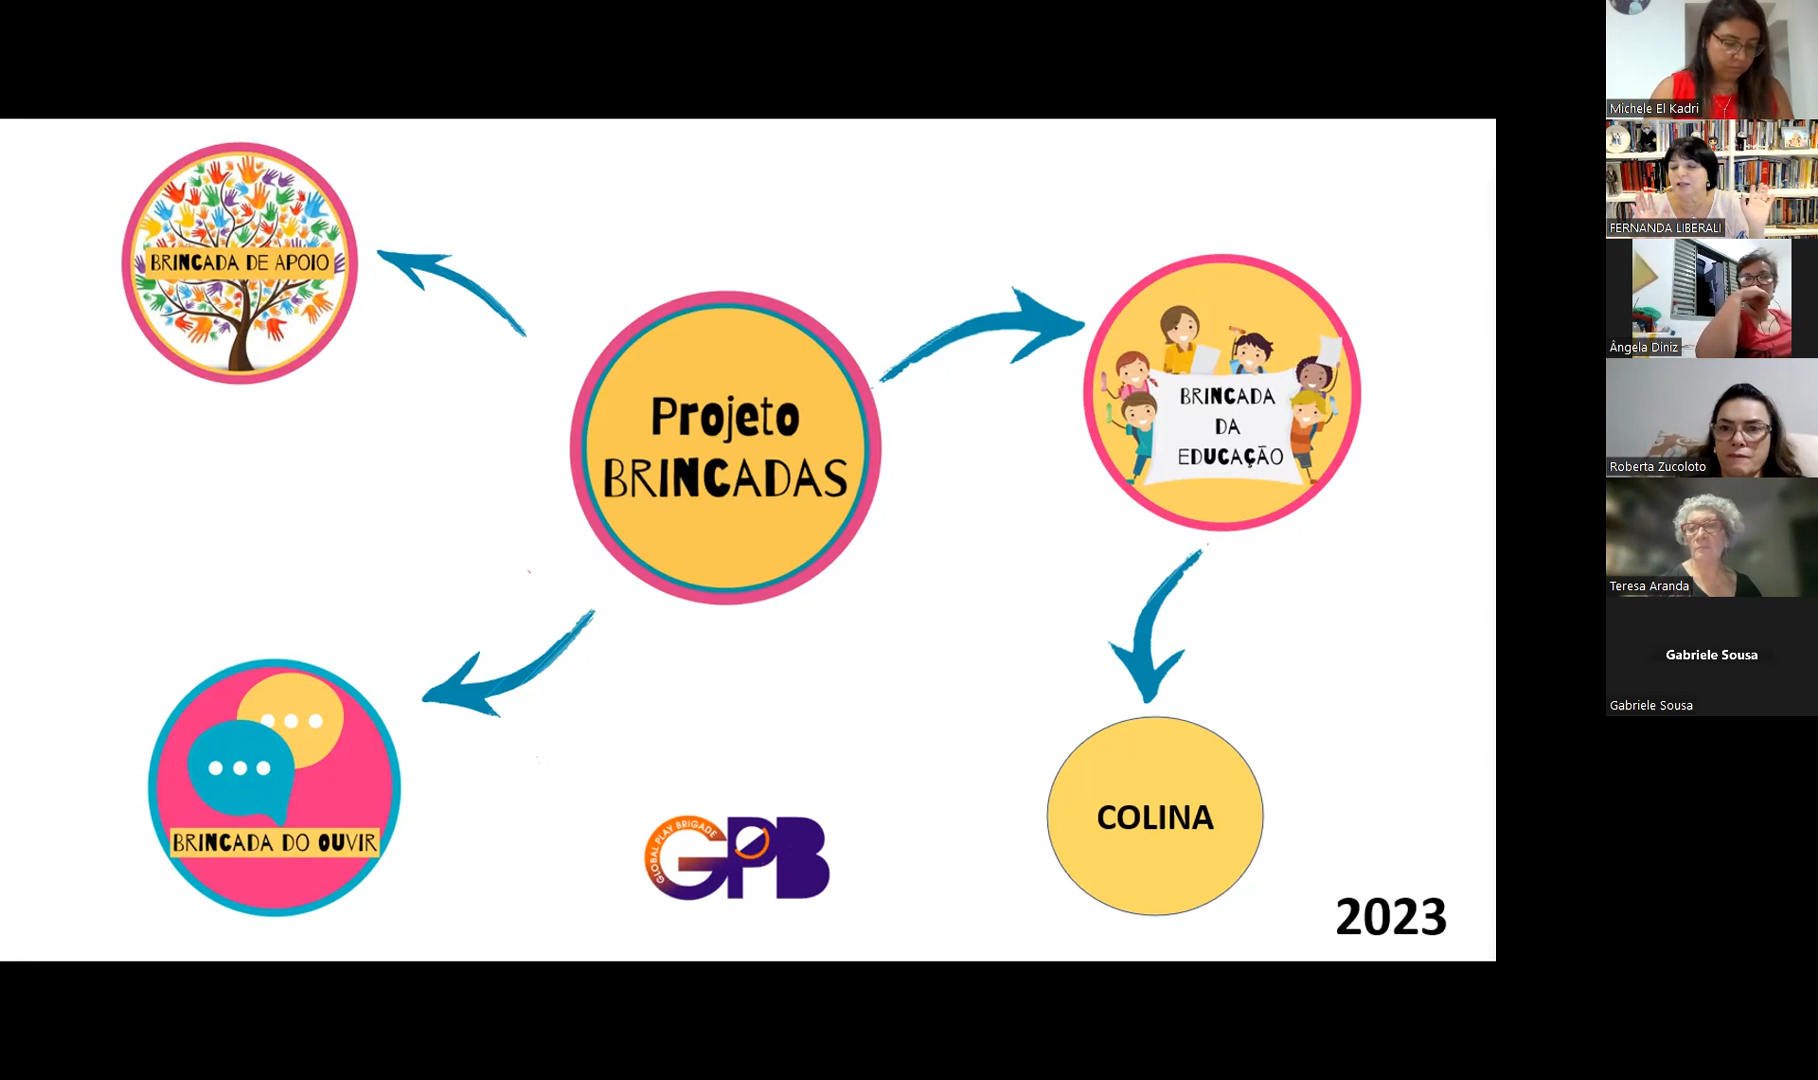 BRINCADA DE APOIO
Projeto
BRINCADAS
BRINCADA
DA
EDUCAÇÃO
BRINCADA DO OUVIR
GLOBAL PLAY BRIGADE
GPB
COLINA
2023
Michele El Kadri
FERNANDA LIBERALI
Ângela Diniz
Roberta Zucoloto
Teresa Aranda
Gabriele Sousa
Gabriele Sousa